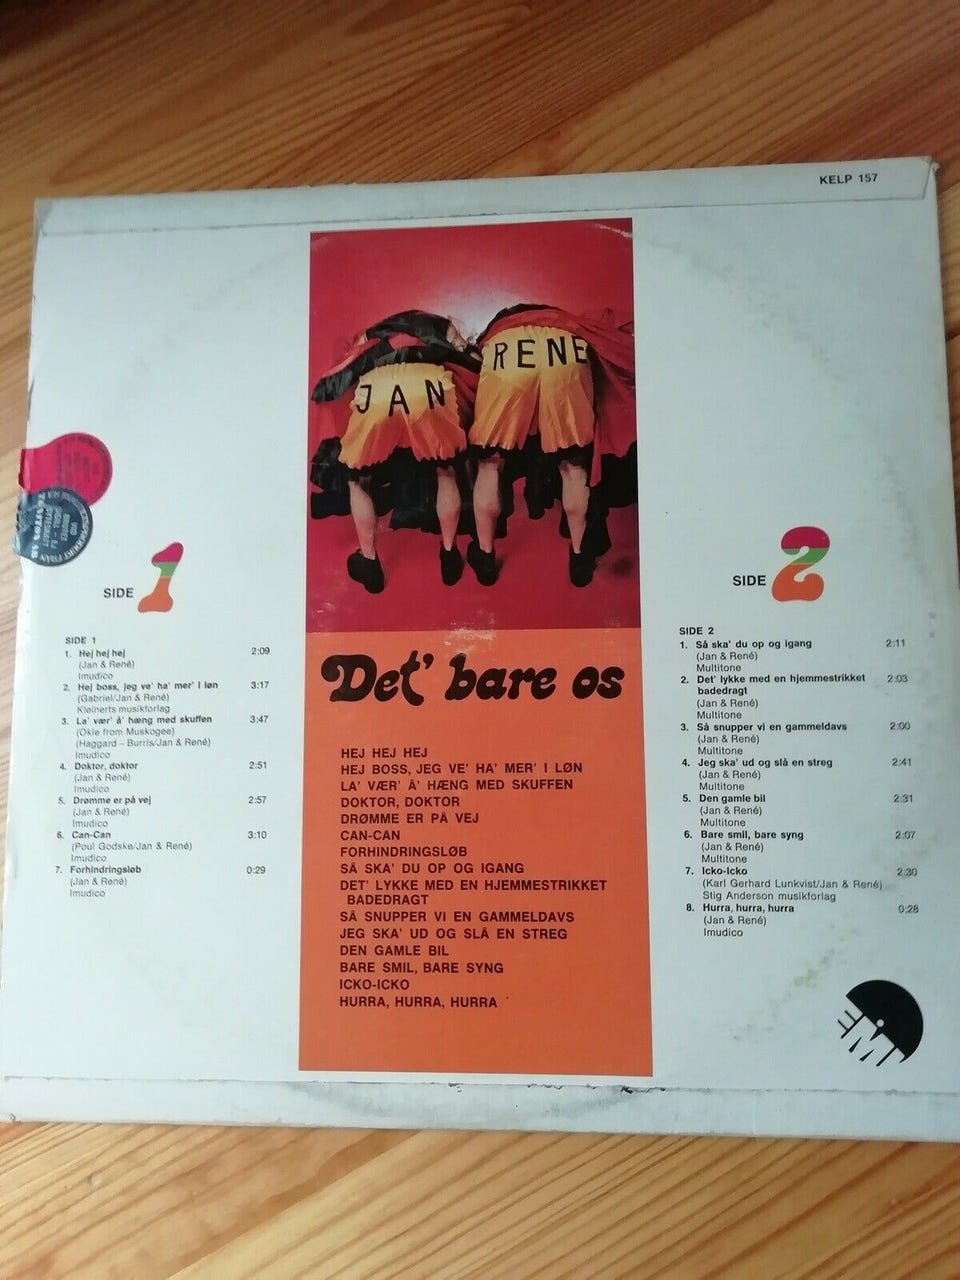 KELP 157
JAN
RENE
SIDE 1
SIDE 1
1. Hej hej hej 2:09
(Jan & René)
Imudico
2. Hej boss, jeg ve' ha' mer' i løn 3:17
(Gabriel/Jan & René)
Kleinerts musikforlag
3. La' vær' å' hæng med skuffen 3:47
(Okie from Muskogee)
(Haggard – Burris/Jan & René)
Imudico
4. Doktor, doktor 2:51
(Jan & René)
Imudico
5. Drømme er på vej 2:57
(Jan & René)
Imudico
6. Can-Can 3:10
(Poul Godske/Jan & René)
Imudico
7. Forhindringsløb 0:29
(Jan & René)
Imudico
Det' bare os
HEJ HEJ HEJ
HEJ BOSS, JEG VE' HA' MER' I LØN
LA' VÆR' Å' HÆNG MED SKUFFEN
DOKTOR, DOKTOR
DRØMME ER PÅ VEJ
CAN-CAN
FORHINDRINGSLØB
SÅ SKA' DU OP OG IGANG
DET' LYKKE MED EN HJEMMESTRIKKET
BADEDRAGT
SÅ SNUPPER VI EN GAMMELDAVS
JEG SKA' UD OG SLÅ EN STREG
DEN GAMLE BIL
BARE SMIL, BARE SYNG
ICKO-ICKO
HURRA, HURRA, HURRA
SIDE 2
SIDE 2
1. Så ska' du op og igang 2:11
(Jan & René)
Multitone
2. Det' lykke med en hjemmestrikket 2:03
badedragt
(Jan & René)
Multitone
3. Så snupper vi en gammeldavs 2:00
(Jan & René)
Multitone
4. Jeg ska' ud og slå en streg 2:41
(Jan & René)
Multitone
5. Den gamle bil 2:31
(Jan & René)
Multitone
6. Bare smil, bare syng 2:07
(Jan & René)
Multitone
7. Icko-Icko 2:30
(Karl Gerhard Lunkvist/Jan & René)
Stig Anderson musikforlag
8. Hurra, hurra, hurra 0:28
(Jan & René)
Imudico
EMI